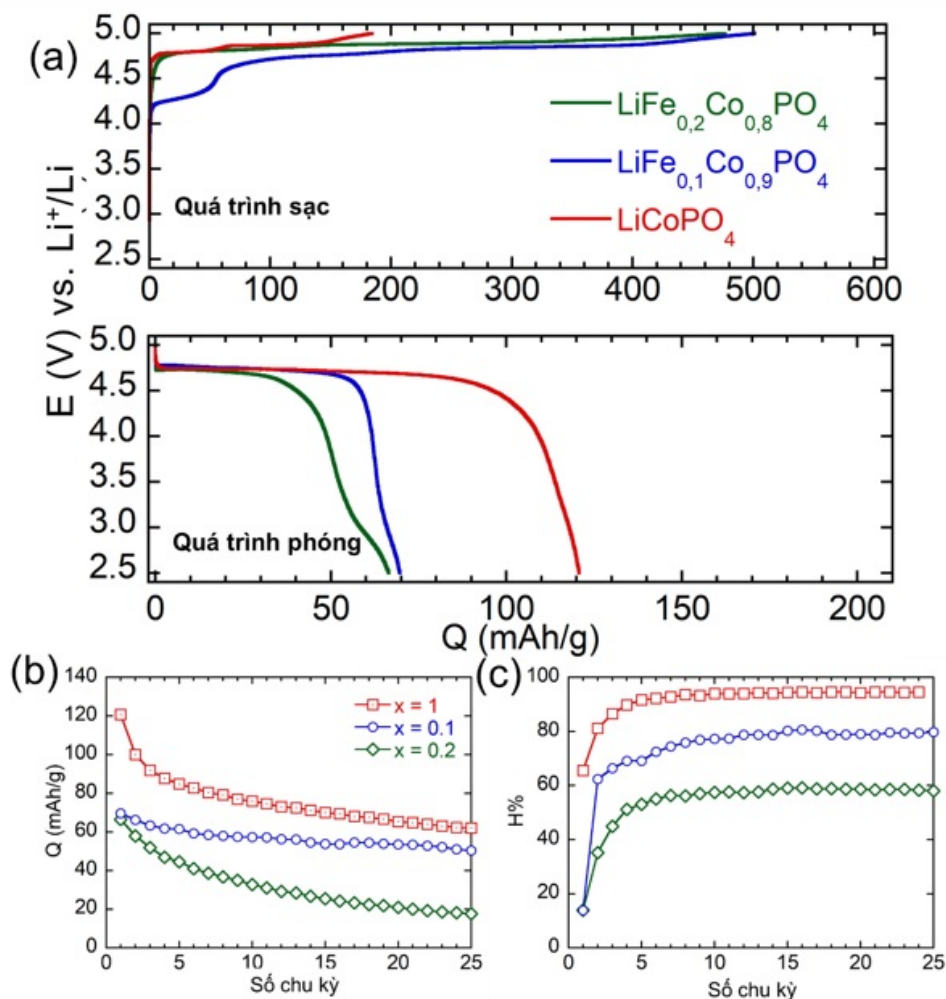 (a)
5.0
4.5
4.0
3.5
3.0
2.5
LiFe0,2Co0,8PO4
LiFe0,1Co0,9PO4
LiCoPO4
Quá trình sạc
0 100 200 300 400 500 600
E (V) vs. Li+/Li
5.0
4.5
4.0
3.5
3.0
2.5
Quá trình phóng
0 50 100 150 200
Q (mAh/g)
(b)
140
120
100
80
60
40
20
0
Q (mAh/g)
x = 1
x = 0.1
x = 0.2
0 5 10 15 20 25
Số chu kỳ
(c)
100
80
60
40
20
0
H%
0 5 10 15 20 25
Số chu kỳ